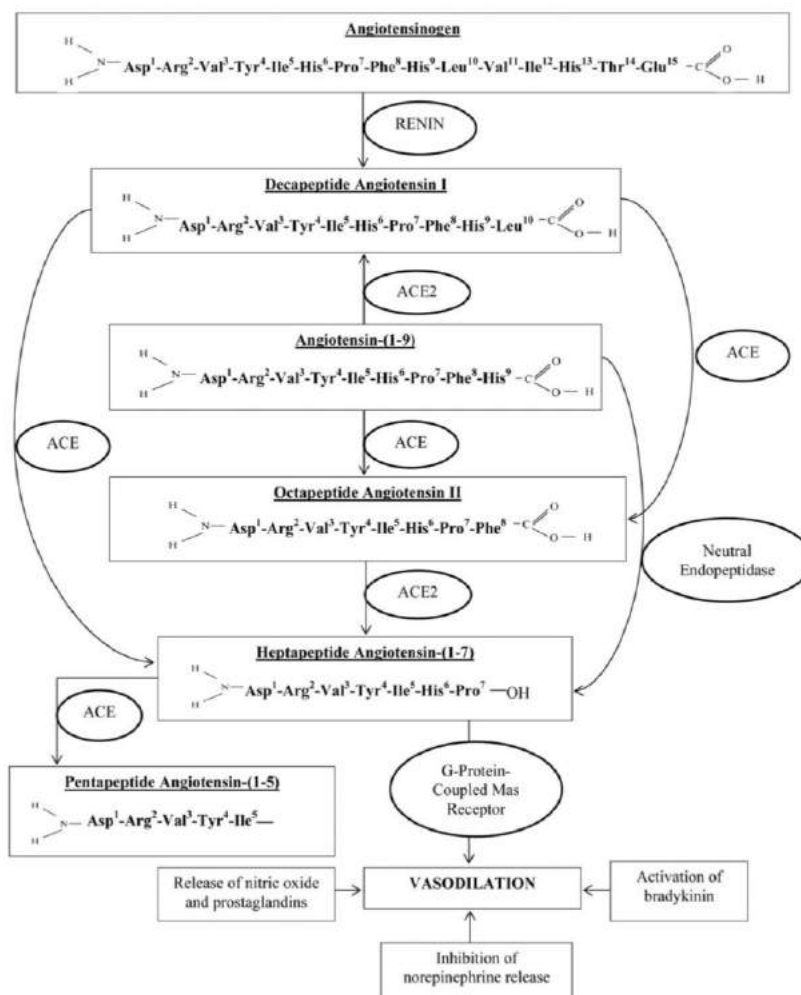 Angiotensinogen
H
H
N—Asp¹-Arg²-Val³-Tyr⁴-Ile⁵-His⁶-Pro⁷-Phe⁸-His⁹-Leu¹⁰-Val¹¹-Ile¹²-His¹³-Thr¹⁴-Glu¹⁵ -C
O
O — H
RENIN
Decapeptide Angiotensin I
H
H
N—Asp¹-Arg²-Val³-Tyr⁴-Ile⁵-His⁶-Pro⁷-Phe⁸-His⁹-Leu¹⁰ -C
O
O — H
ACE2
Angiotensin-(1-9)
H
H
N—Asp¹-Arg²-Val³-Tyr⁴-Ile⁵-His⁶-Pro⁷-Phe⁸-His⁹ -C
O
O — H
ACE
ACE
ACE
Octapeptide Angiotensin II
H
H
N—Asp¹-Arg²-Val³-Tyr⁴-Ile⁵-His⁶-Pro⁷-Phe⁸ -C
O
O — H
Neutral
Endopeptidase
ACE2
Heptapeptide Angiotensin-(1-7)
H
H
N—Asp¹-Arg²-Val³-Tyr⁴-Ile⁵-His⁶-Pro⁷ —OH
ACE
G-Protein-
Coupled Mas
Receptor
Pentapeptide Angiotensin-(1-5)
H
H
N— Asp¹-Arg²-Val³-Tyr⁴-Ile⁵—
Release of nitric oxide
and prostaglandins
VASODILATION
Activation of
bradykinin
Inhibition of
norepinephrine release